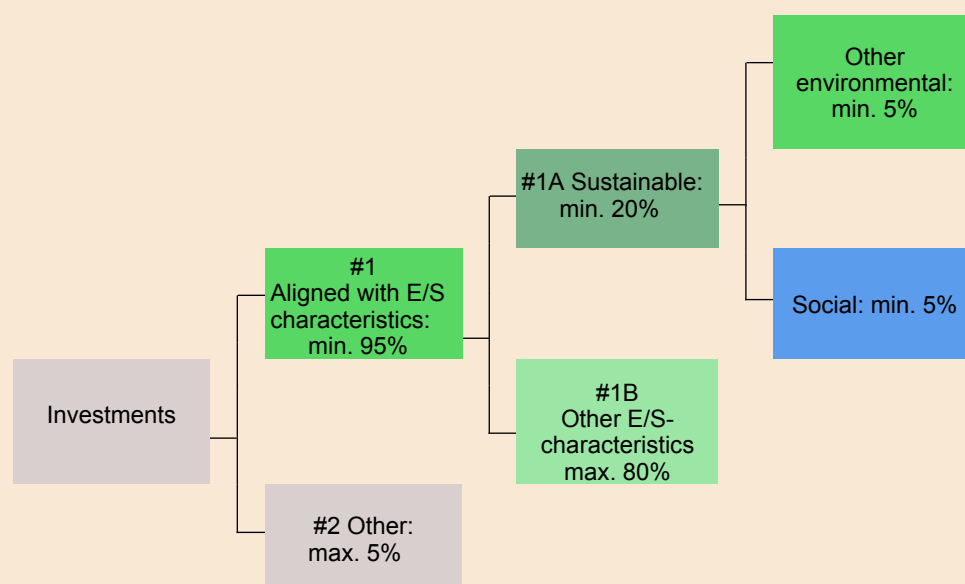 Other
environmental:
min. 5%
#1A Sustainable:
min. 20%
#1
Aligned with E/S
characteristics:
min. 95%
Social: min. 5%
Investments
#1B
Other E/S-
characteristics
max. 80%
#2 Other:
max. 5%